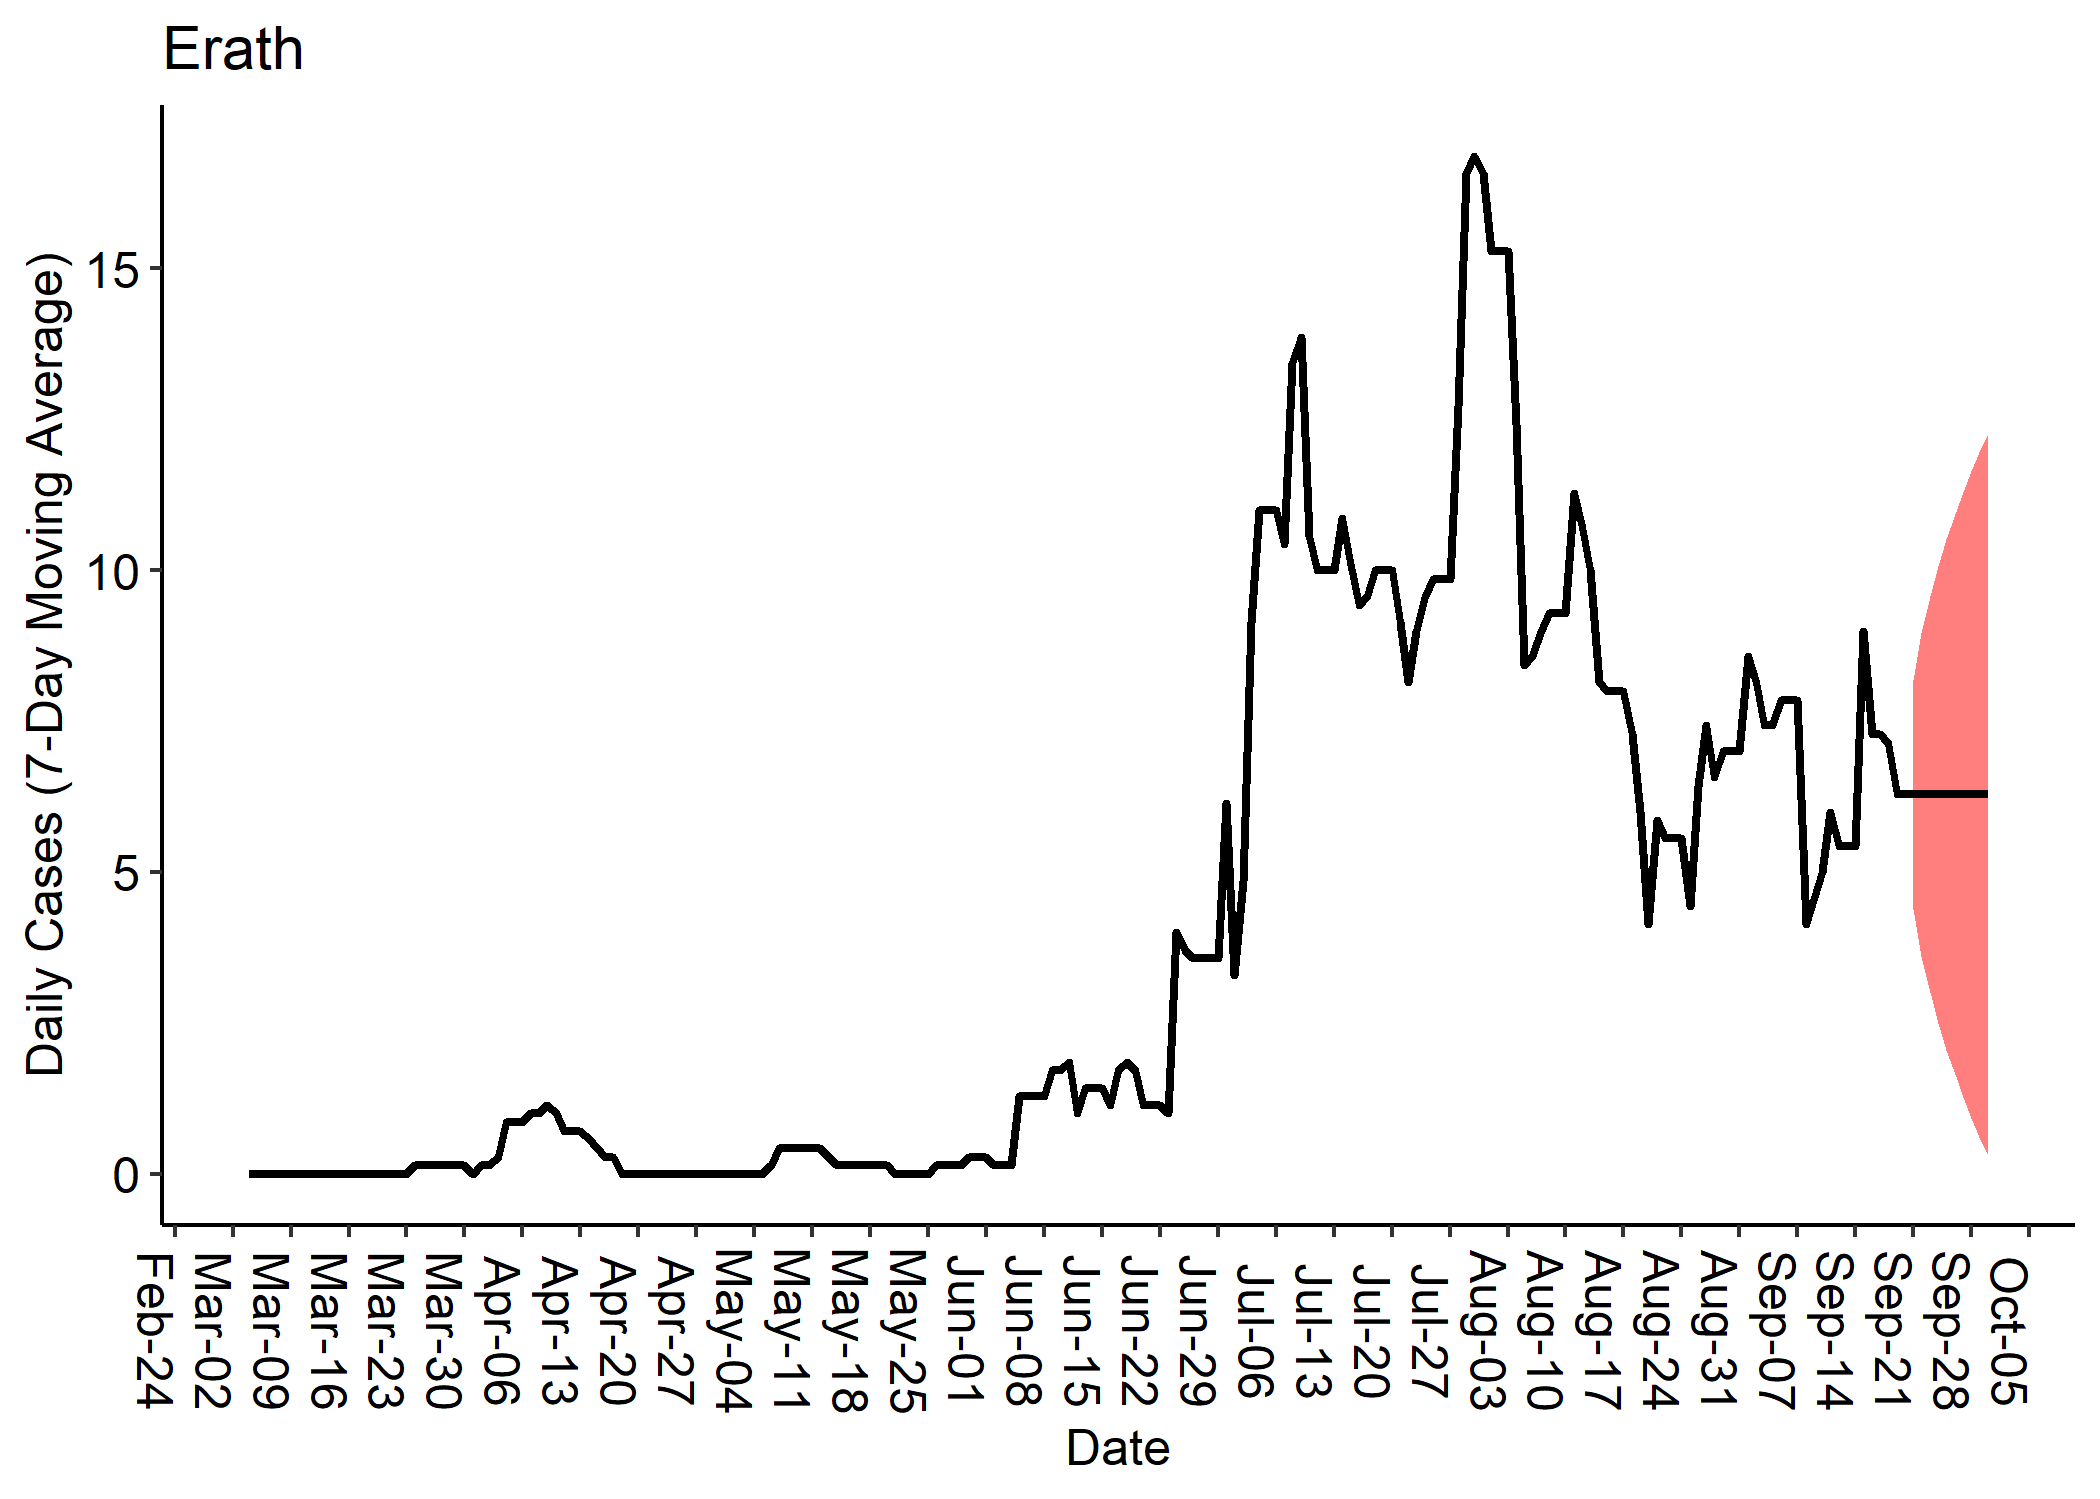 Erath
Daily Cases (7-Day Moving Average)
15
10
5
0
Feb-24
Mar-02
Mar-09
Mar-16
Mar-23
Mar-30
Apr-06
Apr-13
Apr-20
Apr-27
May-04
May-11
May-18
May-25
Jun-01
Jun-08
Jun-15
Jun-22
Jun-29
Jul-06
Jul-13
Jul-20
Jul-27
Aug-03
Aug-10
Aug-17
Aug-24
Aug-31
Sep-07
Sep-14
Sep-21
Sep-28
Oct-05
Date